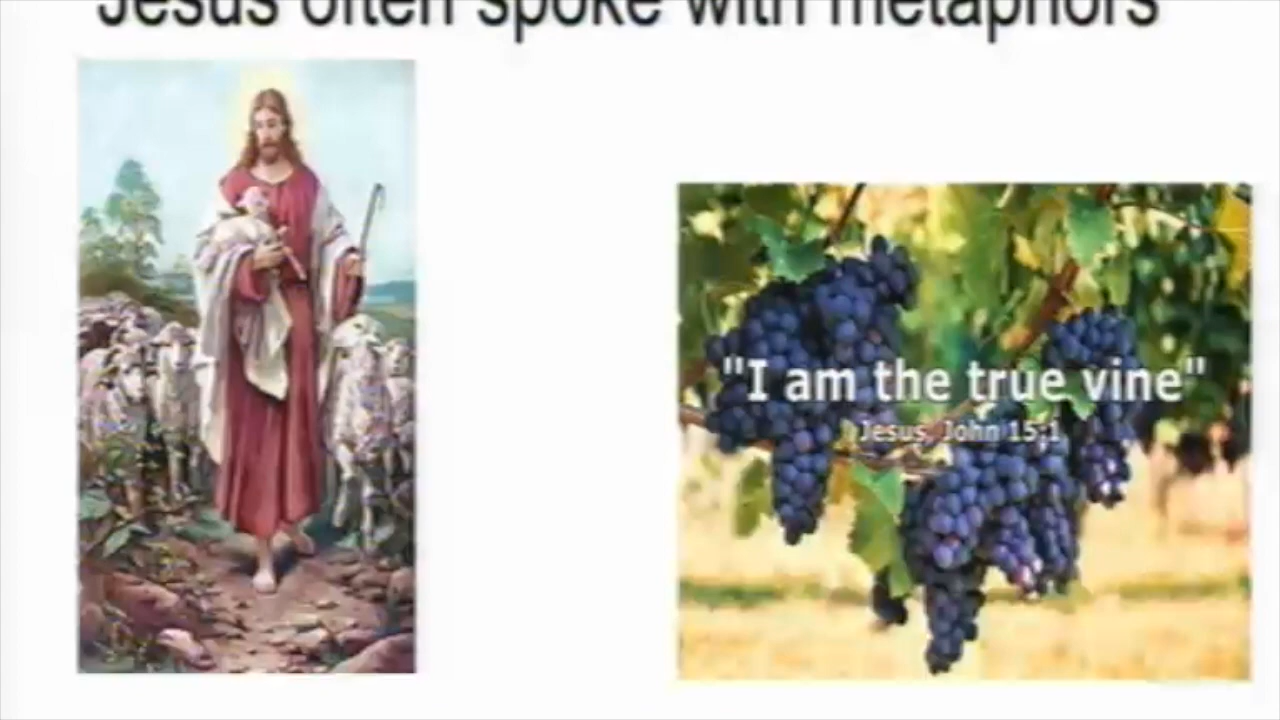 Jesus often spoke with metaphors
"I am the true vine"
Jesus, John 15:1